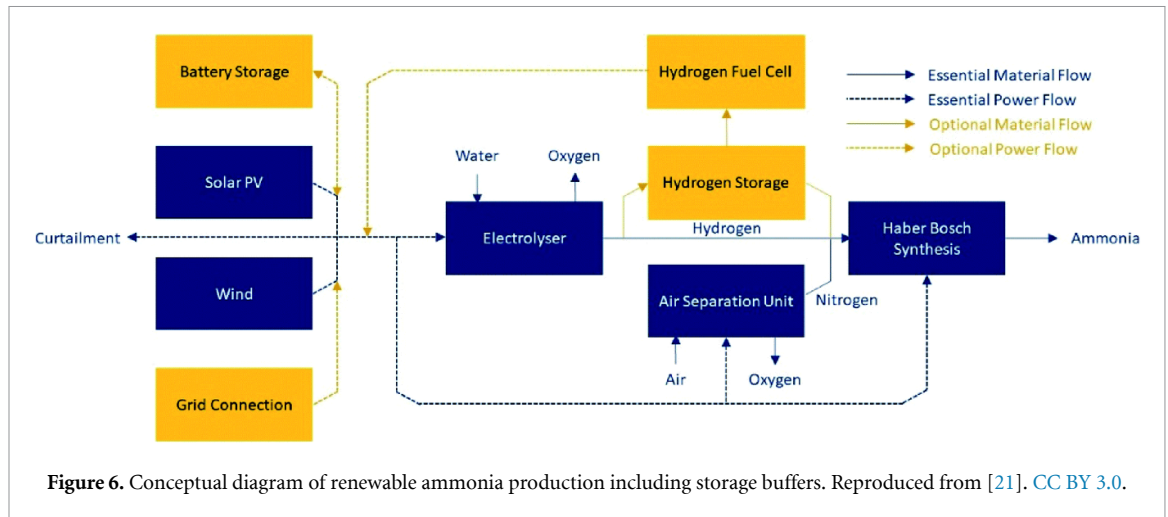 Battery Storage
Hydrogen Fuel Cell
Essential Material Flow
Essential Power Flow
Optional Material Flow
Optional Power Flow
Solar PV
Water
Oxygen
Hydrogen Storage
Curtailment
Electrolyser
Hydrogen
Haber Bosch
Synthesis
Ammonia
Wind
Air Separation Unit
Nitrogen
Air
Oxygen
Grid Connection
Figure 6. Conceptual diagram of renewable ammonia production including storage buffers. Reproduced from [21]. CC BY 3.0.